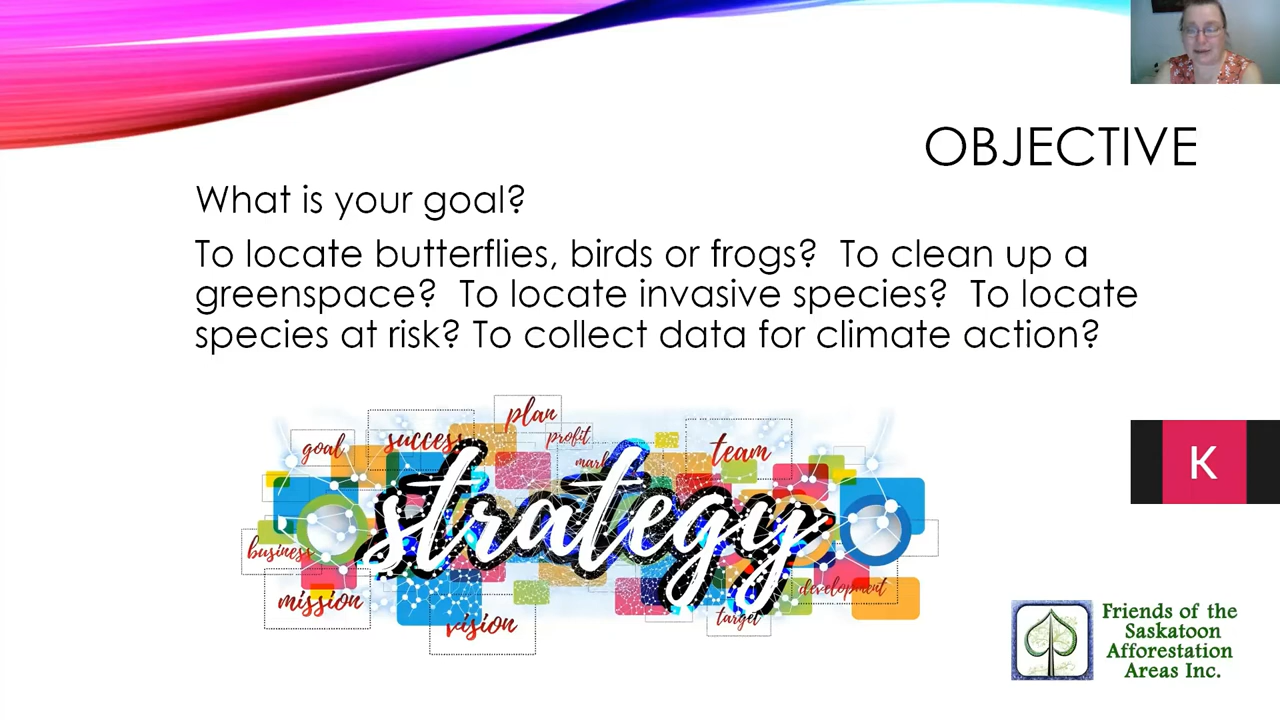 OBJECTIVE
What is your goal?
To locate butterflies, birds or frogs?  To clean up a
greenspace?  To locate invasive species?  To locate
species at risk? To collect data for climate action?
plan
goal
success
profit
team
strategy
K
business
mission
vision
development
target
Friends of the
Saskatoon
Afforestation
Areas Inc.